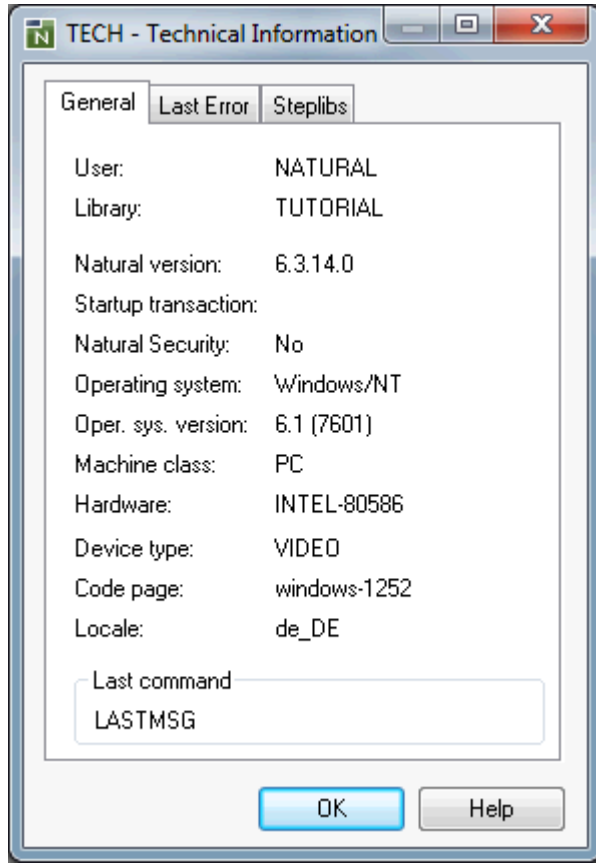 TECH - Technical Information
General Last Error Steplibs
User: NATURAL
Library: TUTORIAL
Natural version: 6.3.14.0
Startup transaction:
Natural Security: No
Operating system: Windows/NT
Oper. sys. version: 6.1 (7601)
Machine class: PC
Hardware: INTEL-80586
Device type: VIDEO
Code page: windows-1252
Locale: de_DE
Last command
LASTMSG
OK Help